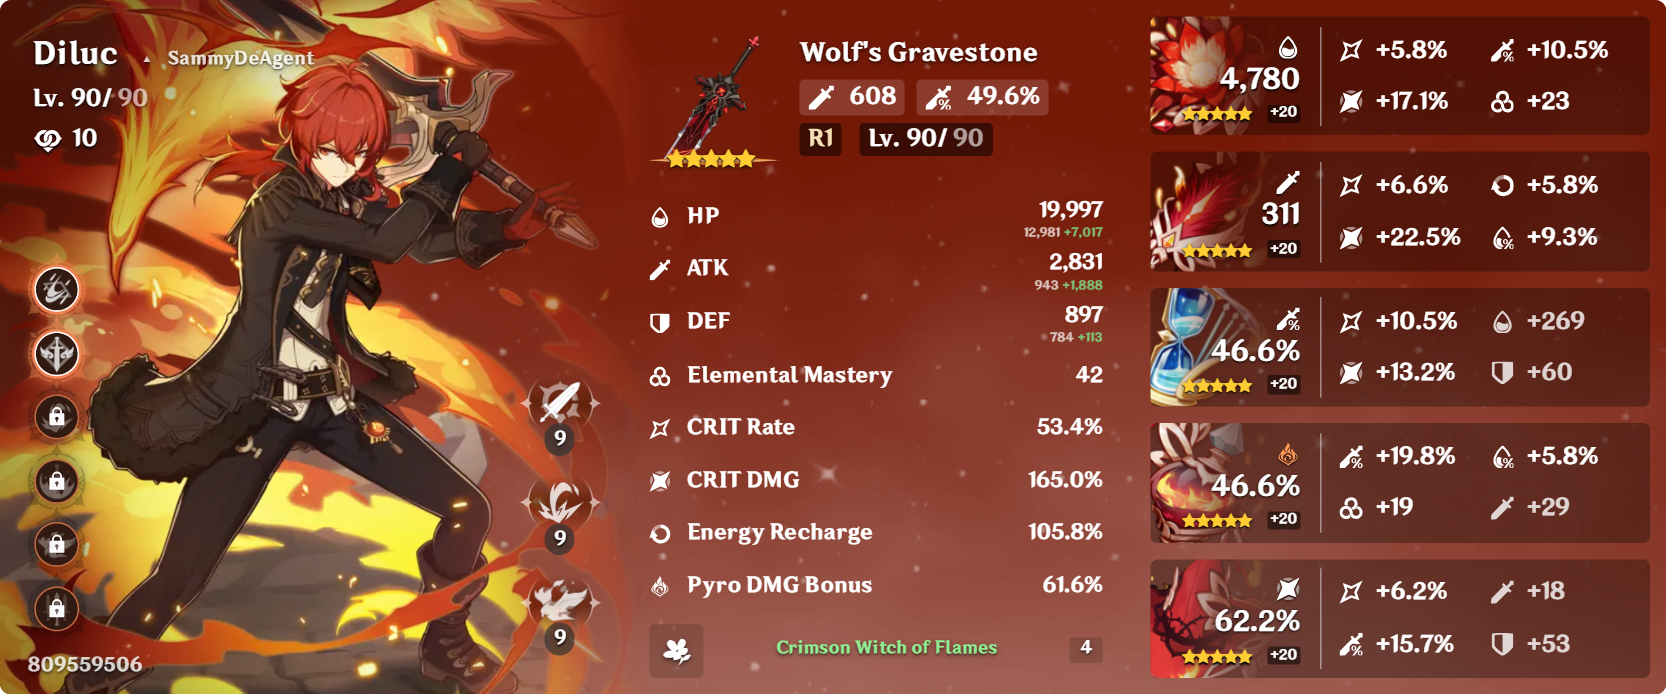 Diluc
SammyDeAgent
Lv. 90/ 90
10
9
9
9
809559506
Wolf's Gravestone
608 49.6%
R1 Lv. 90/ 90
HP 19,997
12,981 +7,017
ATK 2,831
943 +1,888
DEF 897
784 +113
Elemental Mastery 42
CRIT Rate 53.4%
CRIT DMG 165.0%
Energy Recharge 105.8%
Pyro DMG Bonus 61.6%
Crimson Witch of Flames 4
4,780
+20
+5.8% +10.5%
+17.1% +23
311
+20
+6.6% +5.8%
+22.5% +9.3%
46.6%
+20
+10.5% +269
+13.2% +60
46.6%
+20
+19.8% +5.8%
+19 +29
62.2%
+20
+6.2% +18
+15.7% +53